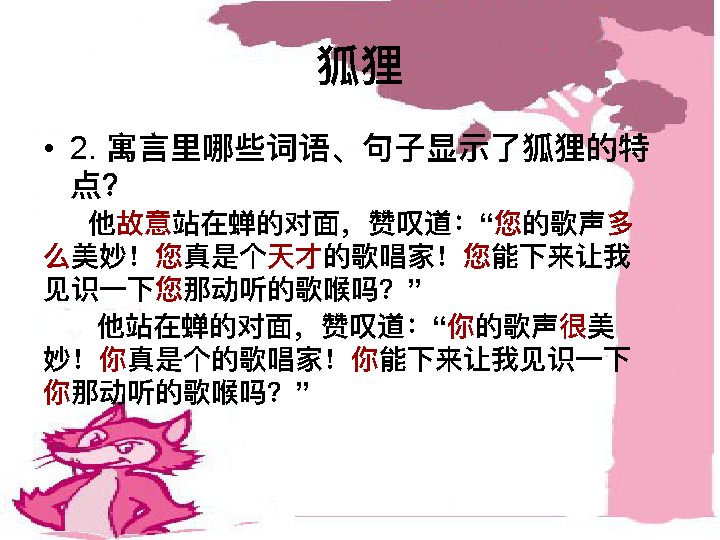 狐狸
• 2. 寓言里哪些词语、句子显示了狐狸的特
点？
他故意站在蝉的对面，赞叹道：“您的歌声多
么美妙！您真是个天才的歌唱家！您能下来让我
见识一下您那动听的歌喉吗？”
他站在蝉的对面，赞叹道：“你的歌声很美
妙！你真是个的歌唱家！你能下来让我见识一下
你那动听的歌喉吗？”